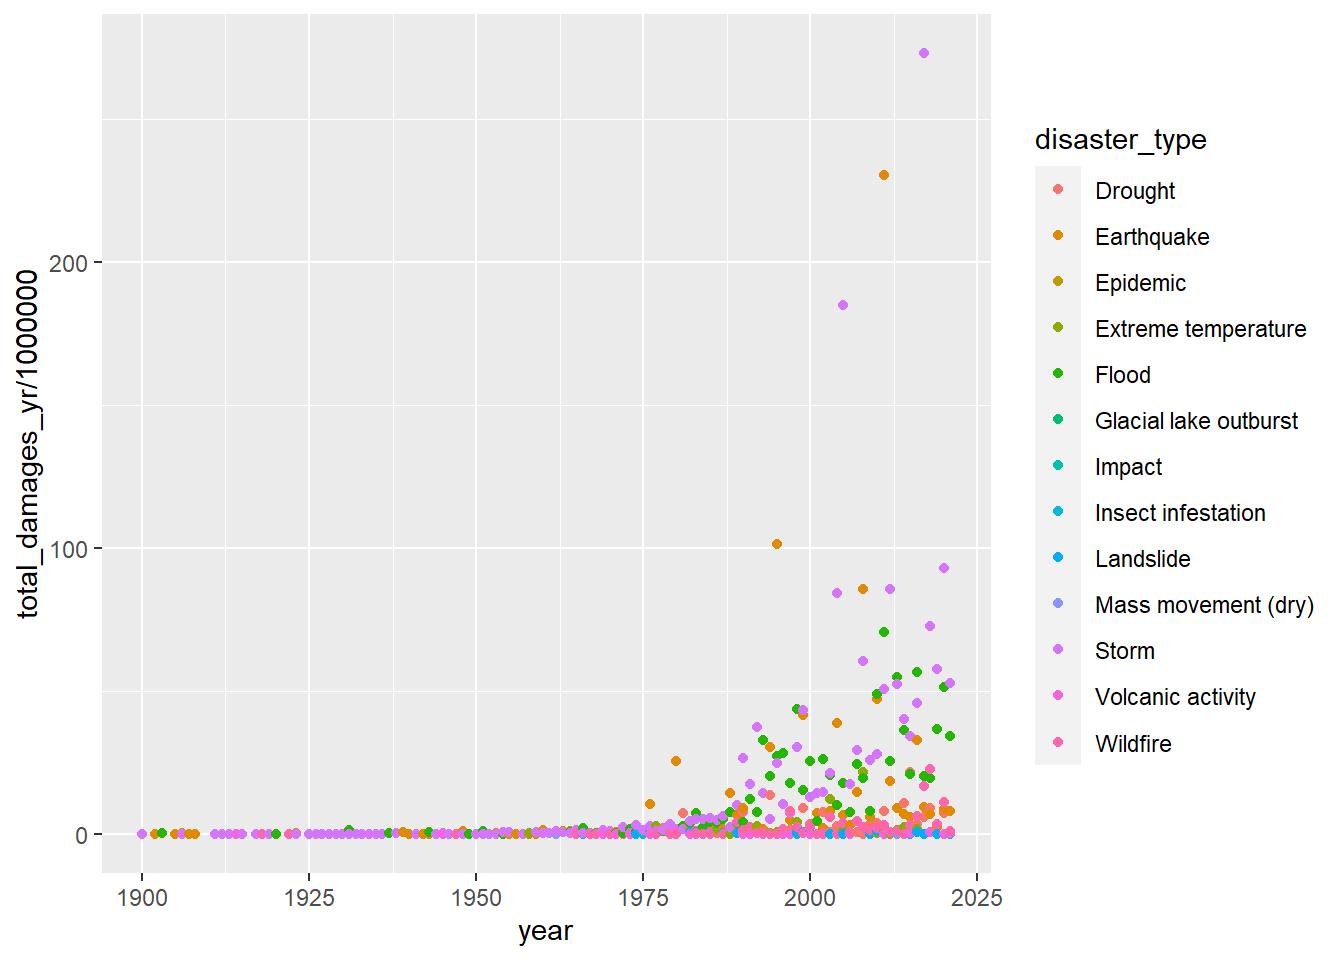 total_damages_yr/1000000
200
100
0
1900
1925
1950
1975
2000
2025
year
disaster_type
Drought
Earthquake
Epidemic
Extreme temperature
Flood
Glacial lake outburst
Impact
Insect infestation
Landslide
Mass movement (dry)
Storm
Volcanic activity
Wildfire